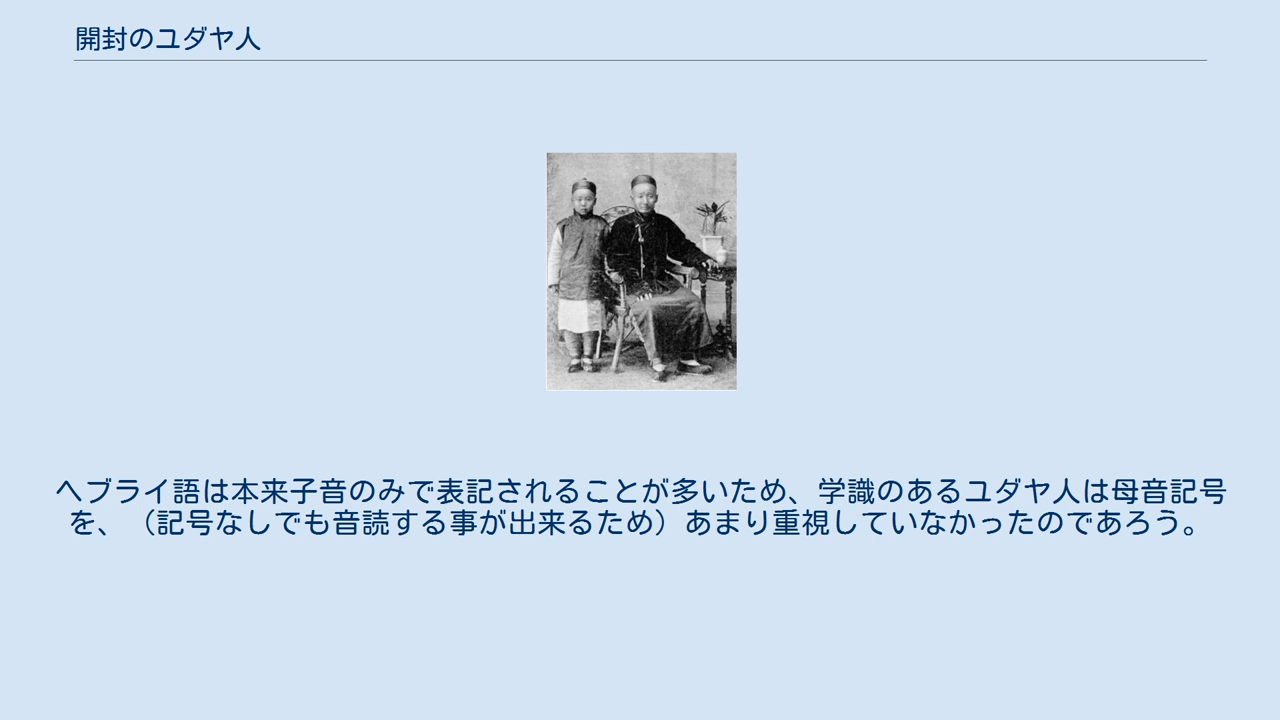 開封のユダヤ人
ヘブライ語は本来子音のみで表記されることが多いため、学識のあるユダヤ人は母音記号
を、（記号なしでも音読する事が出来るため）あまり重視していなかったのであろう。